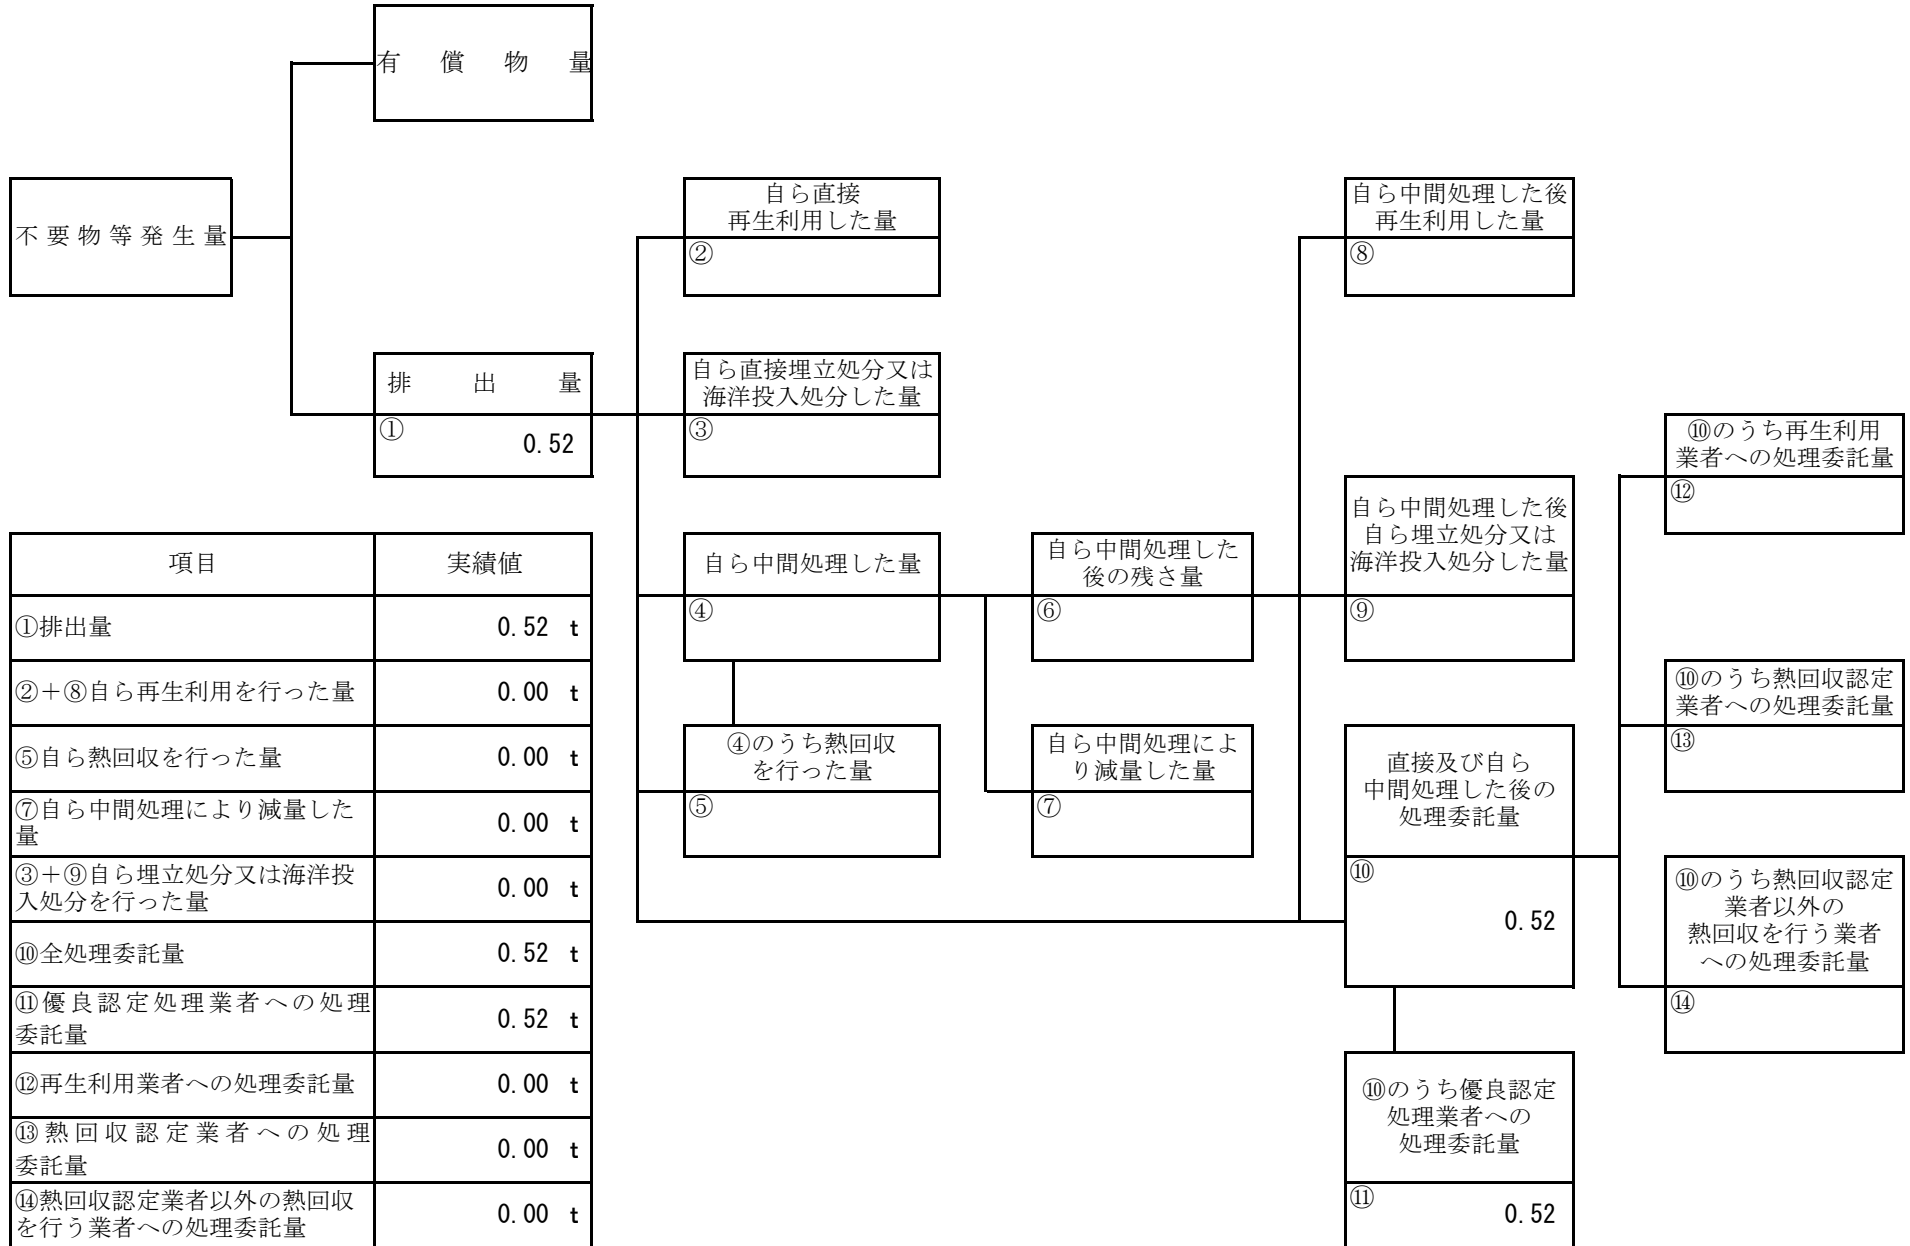 有償物量
不要物等発生量
自ら直接
再生利用した量
②
自ら中間処理した後
再生利用した量
⑧
排出量
①
0.52
自ら直接埋立処分又は
海洋投入処分した量
③
⑩のうち再生利用
業者への処理委託量
⑫
自ら中間処理した量
④
自ら中間処理した
後の残さ量
⑥
自ら中間処理した後
自ら埋立処分又は
海洋投入処分した量
⑨
⑩のうち熱回収認定
業者への処理委託量
⑬
④のうち熱回収
を行った量
⑤
自ら中間処理によ
り減量した量
⑦
直接及び自ら
中間処理した後の
処理委託量
⑩
0.52
⑩のうち熱回収認定
業者以外の
熱回収を行う業者
への処理委託量
⑭
⑩のうち優良認定
処理業者への
処理委託量
⑪
0.52
項目 実績値
①排出量 0.52 t
②+⑧自ら再生利用を行った量 0.00 t
⑤自ら熱回収を行った量 0.00 t
⑦自ら中間処理により減量した
量 0.00 t
③+⑨自ら埋立処分又は海洋投
入処分を行った量 0.00 t
⑩全処理委託量 0.52 t
⑪優良認定処理業者への処理
委託量 0.52 t
⑫再生利用業者への処理委託量 0.00 t
⑬熱回収認定業者への処理
委託量 0.00 t
⑭熱回収認定業者以外の熱回収
を行う業者への処理委託量 0.00 t